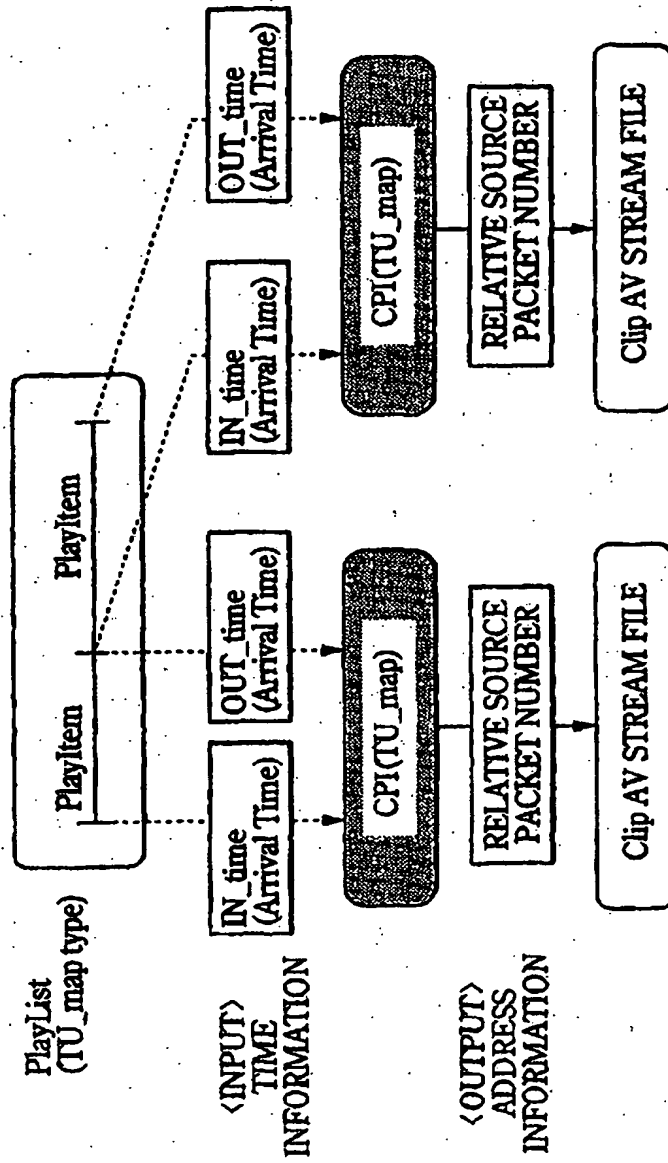 PlayList
(TU_map type)
PlayItem
PlayItem
<INPUT>
TIME
INFORMATION
IN_time
(Arrival Time)
OUT_time
(Arrival Time)
IN_time
(Arrival Time)
OUT_time
(Arrival Time)
CPI(TU_map)
CPI(TU_map)
<OUTPUT>
ADDRESS
INFORMATION
RELATIVE SOURCE
PACKET NUMBER
RELATIVE SOURCE
PACKET NUMBER
Clip AV STREAM FILE
Clip AV STREAM FILE